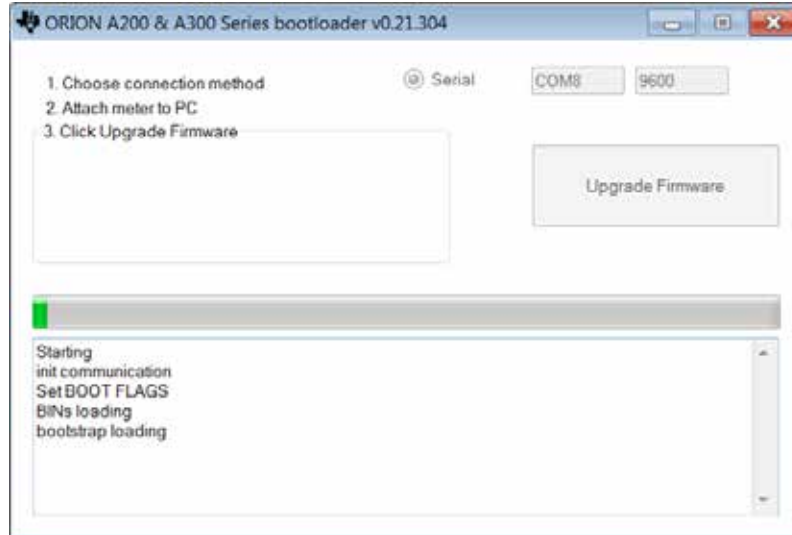 ORION A200 & A300 Series bootloader v0.21.304
1. Choose connection method
Serial
COM8
9600
2. Attach meter to PC
3. Click Upgrade Firmware
Upgrade Firmware
Starting
init communication
Set BOOT FLAGS
BINs loading
bootstrap loading